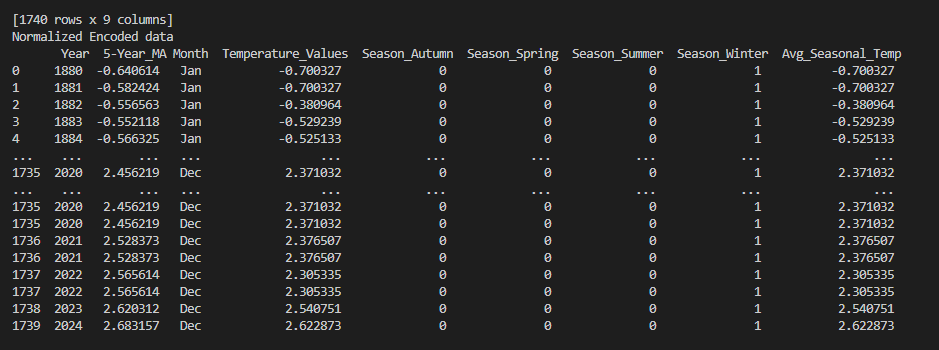 [1740 rows x 9 columns]
Normalized Encoded data
Year 5-Year_MA Month Temperature_Values Season_Autumn Season_Spring Season_Summer Season_Winter Avg_Seasonal_Temp
0 1880 -0.640614 Jan -0.700327 0 0 0 1 -0.700327
1 1881 -0.582424 Jan -0.700327 0 0 0 1 -0.700327
2 1882 -0.556563 Jan -0.380964 0 0 0 1 -0.380964
3 1883 -0.552118 Jan -0.529239 0 0 0 1 -0.529239
4 1884 -0.566325 Jan -0.525133 0 0 0 1 -0.525133
... ... ... ... ... ... ... ... ... ...
1735 2020 2.456219 Dec 2.371032 0 0 0 1 2.371032
... ... ... ... ... ... ... ... ... ...
1735 2020 2.456219 Dec 2.371032 0 0 0 1 2.371032
1735 2020 2.456219 Dec 2.371032 0 0 0 1 2.371032
1736 2021 2.528373 Dec 2.376507 0 0 0 1 2.376507
1736 2021 2.528373 Dec 2.376507 0 0 0 1 2.376507
1737 2022 2.565614 Dec 2.305335 0 0 0 1 2.305335
1737 2022 2.565614 Dec 2.305335 0 0 0 1 2.305335
1738 2023 2.620312 Dec 2.540751 0 0 0 1 2.540751
1739 2024 2.683157 Dec 2.622873 0 0 0 1 2.622873